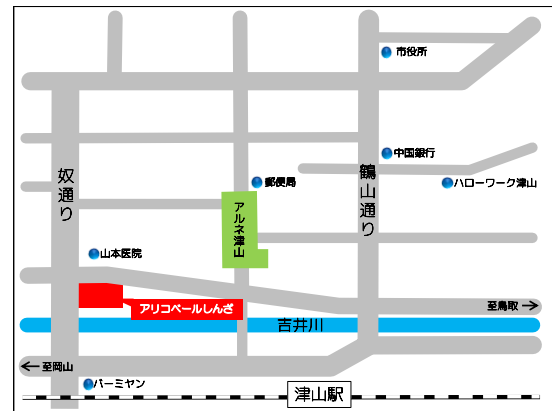 市役所
中国銀行
奴通り
鶴山通り
郵便局
ハローワーク津山
アルネ津山
山本医院
アリコベールしんざ
至鳥取
吉井川
至岡山
バーミヤン
津山駅